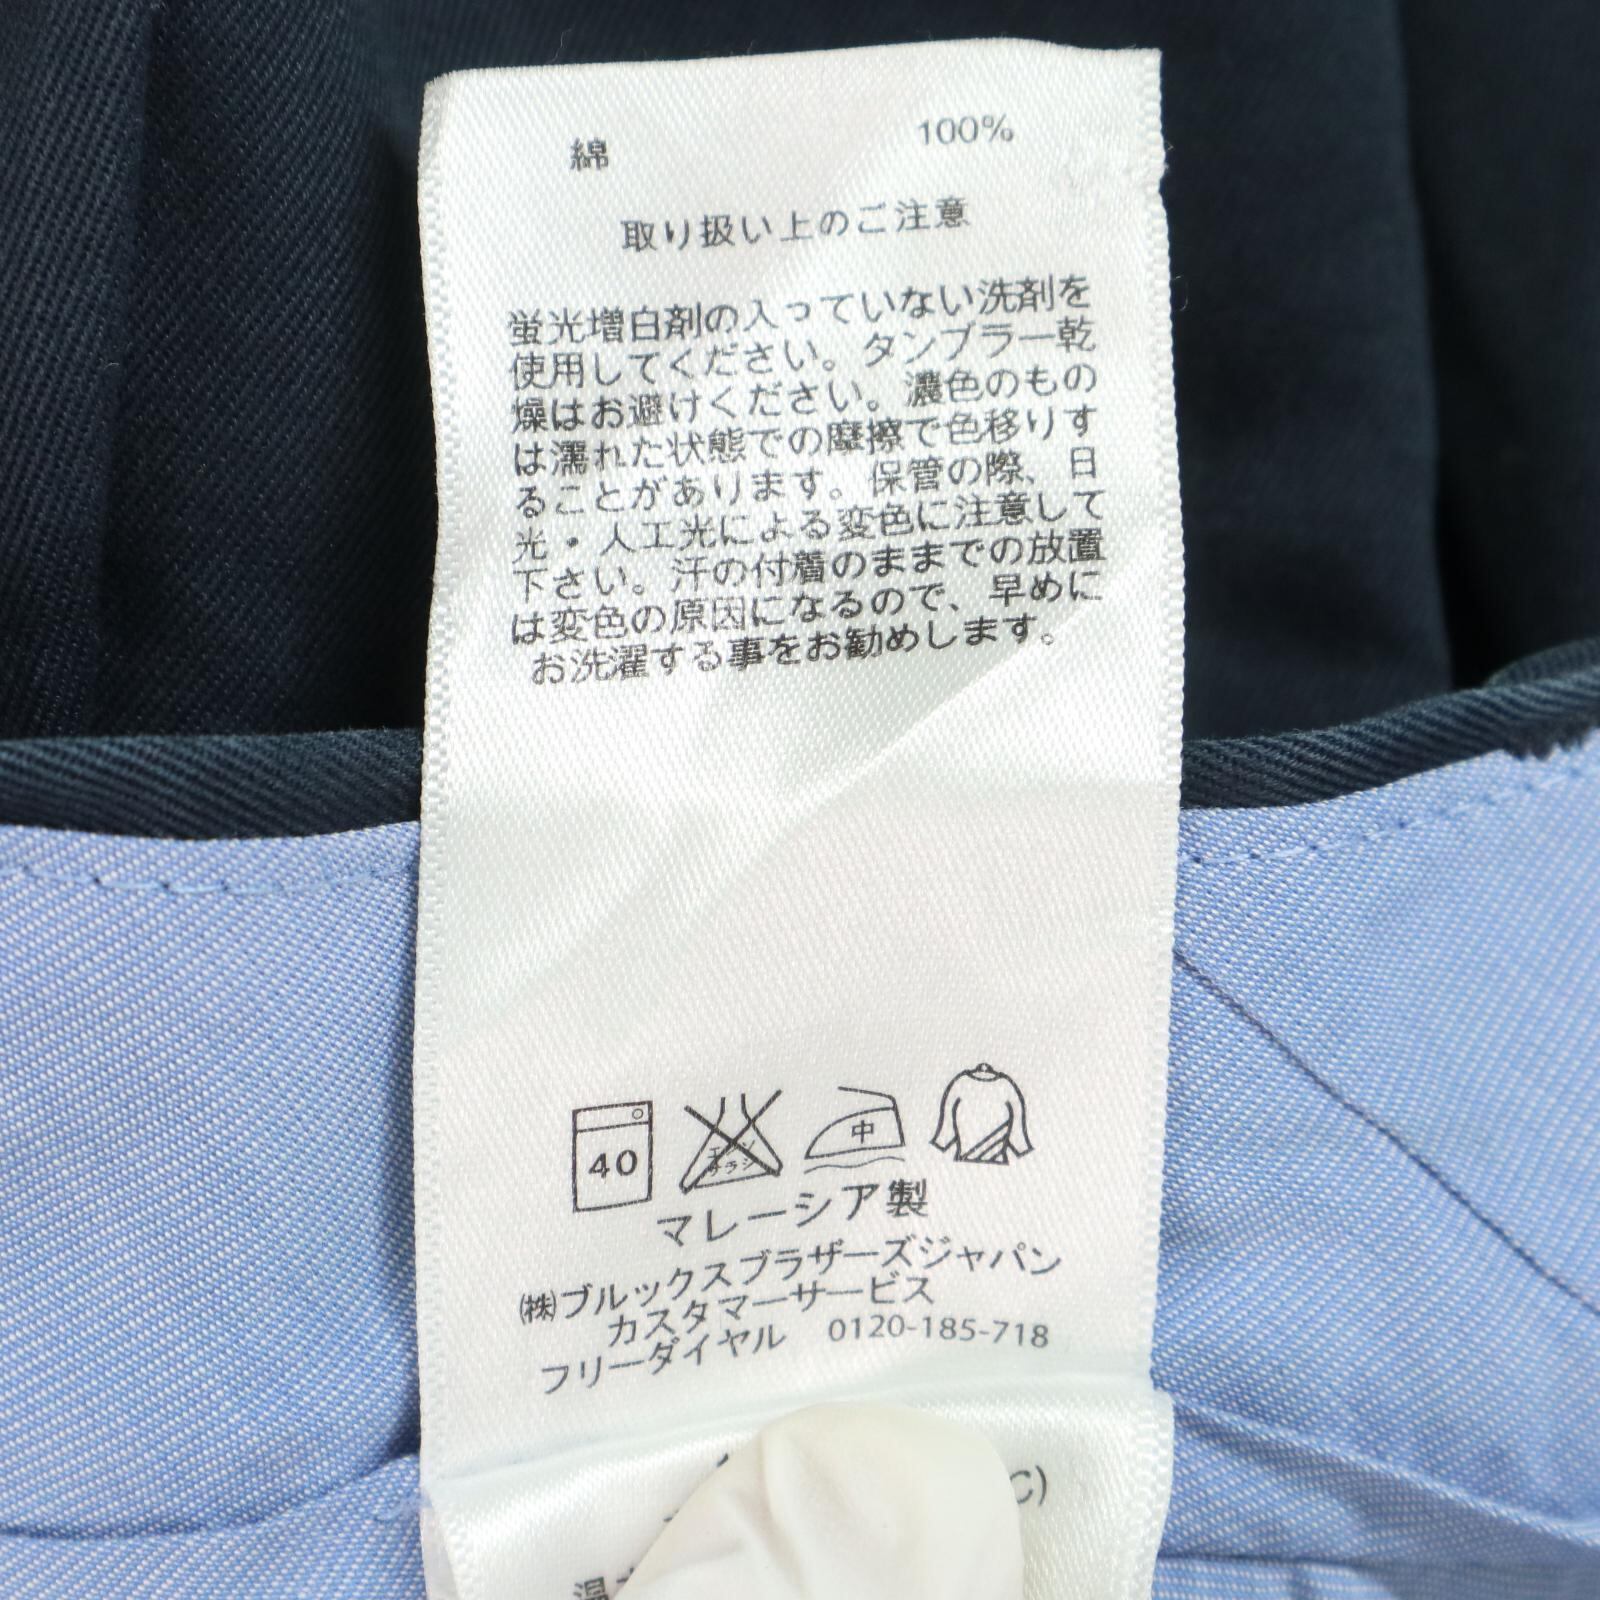 綿 100%
取り扱い上のご注意
蛍光増白剤の入っていない洗剤を
使用してください。タンブラー乾
燥はお避けください。濃色のもの
は濡れた状態での摩擦で色移りす
ることがあります。保管の際、日
光・人工光による変色に注意して
下さい。汗の付着のままでの放置
は変色の原因になるので、早めに
お洗濯する事をお勧めします。
40 エンソ 中
サラシ
マレーシア製
㈱ブルックスブラザーズジャパン
カスタマーサービス
フリーダイヤル 0120-185-718
C)